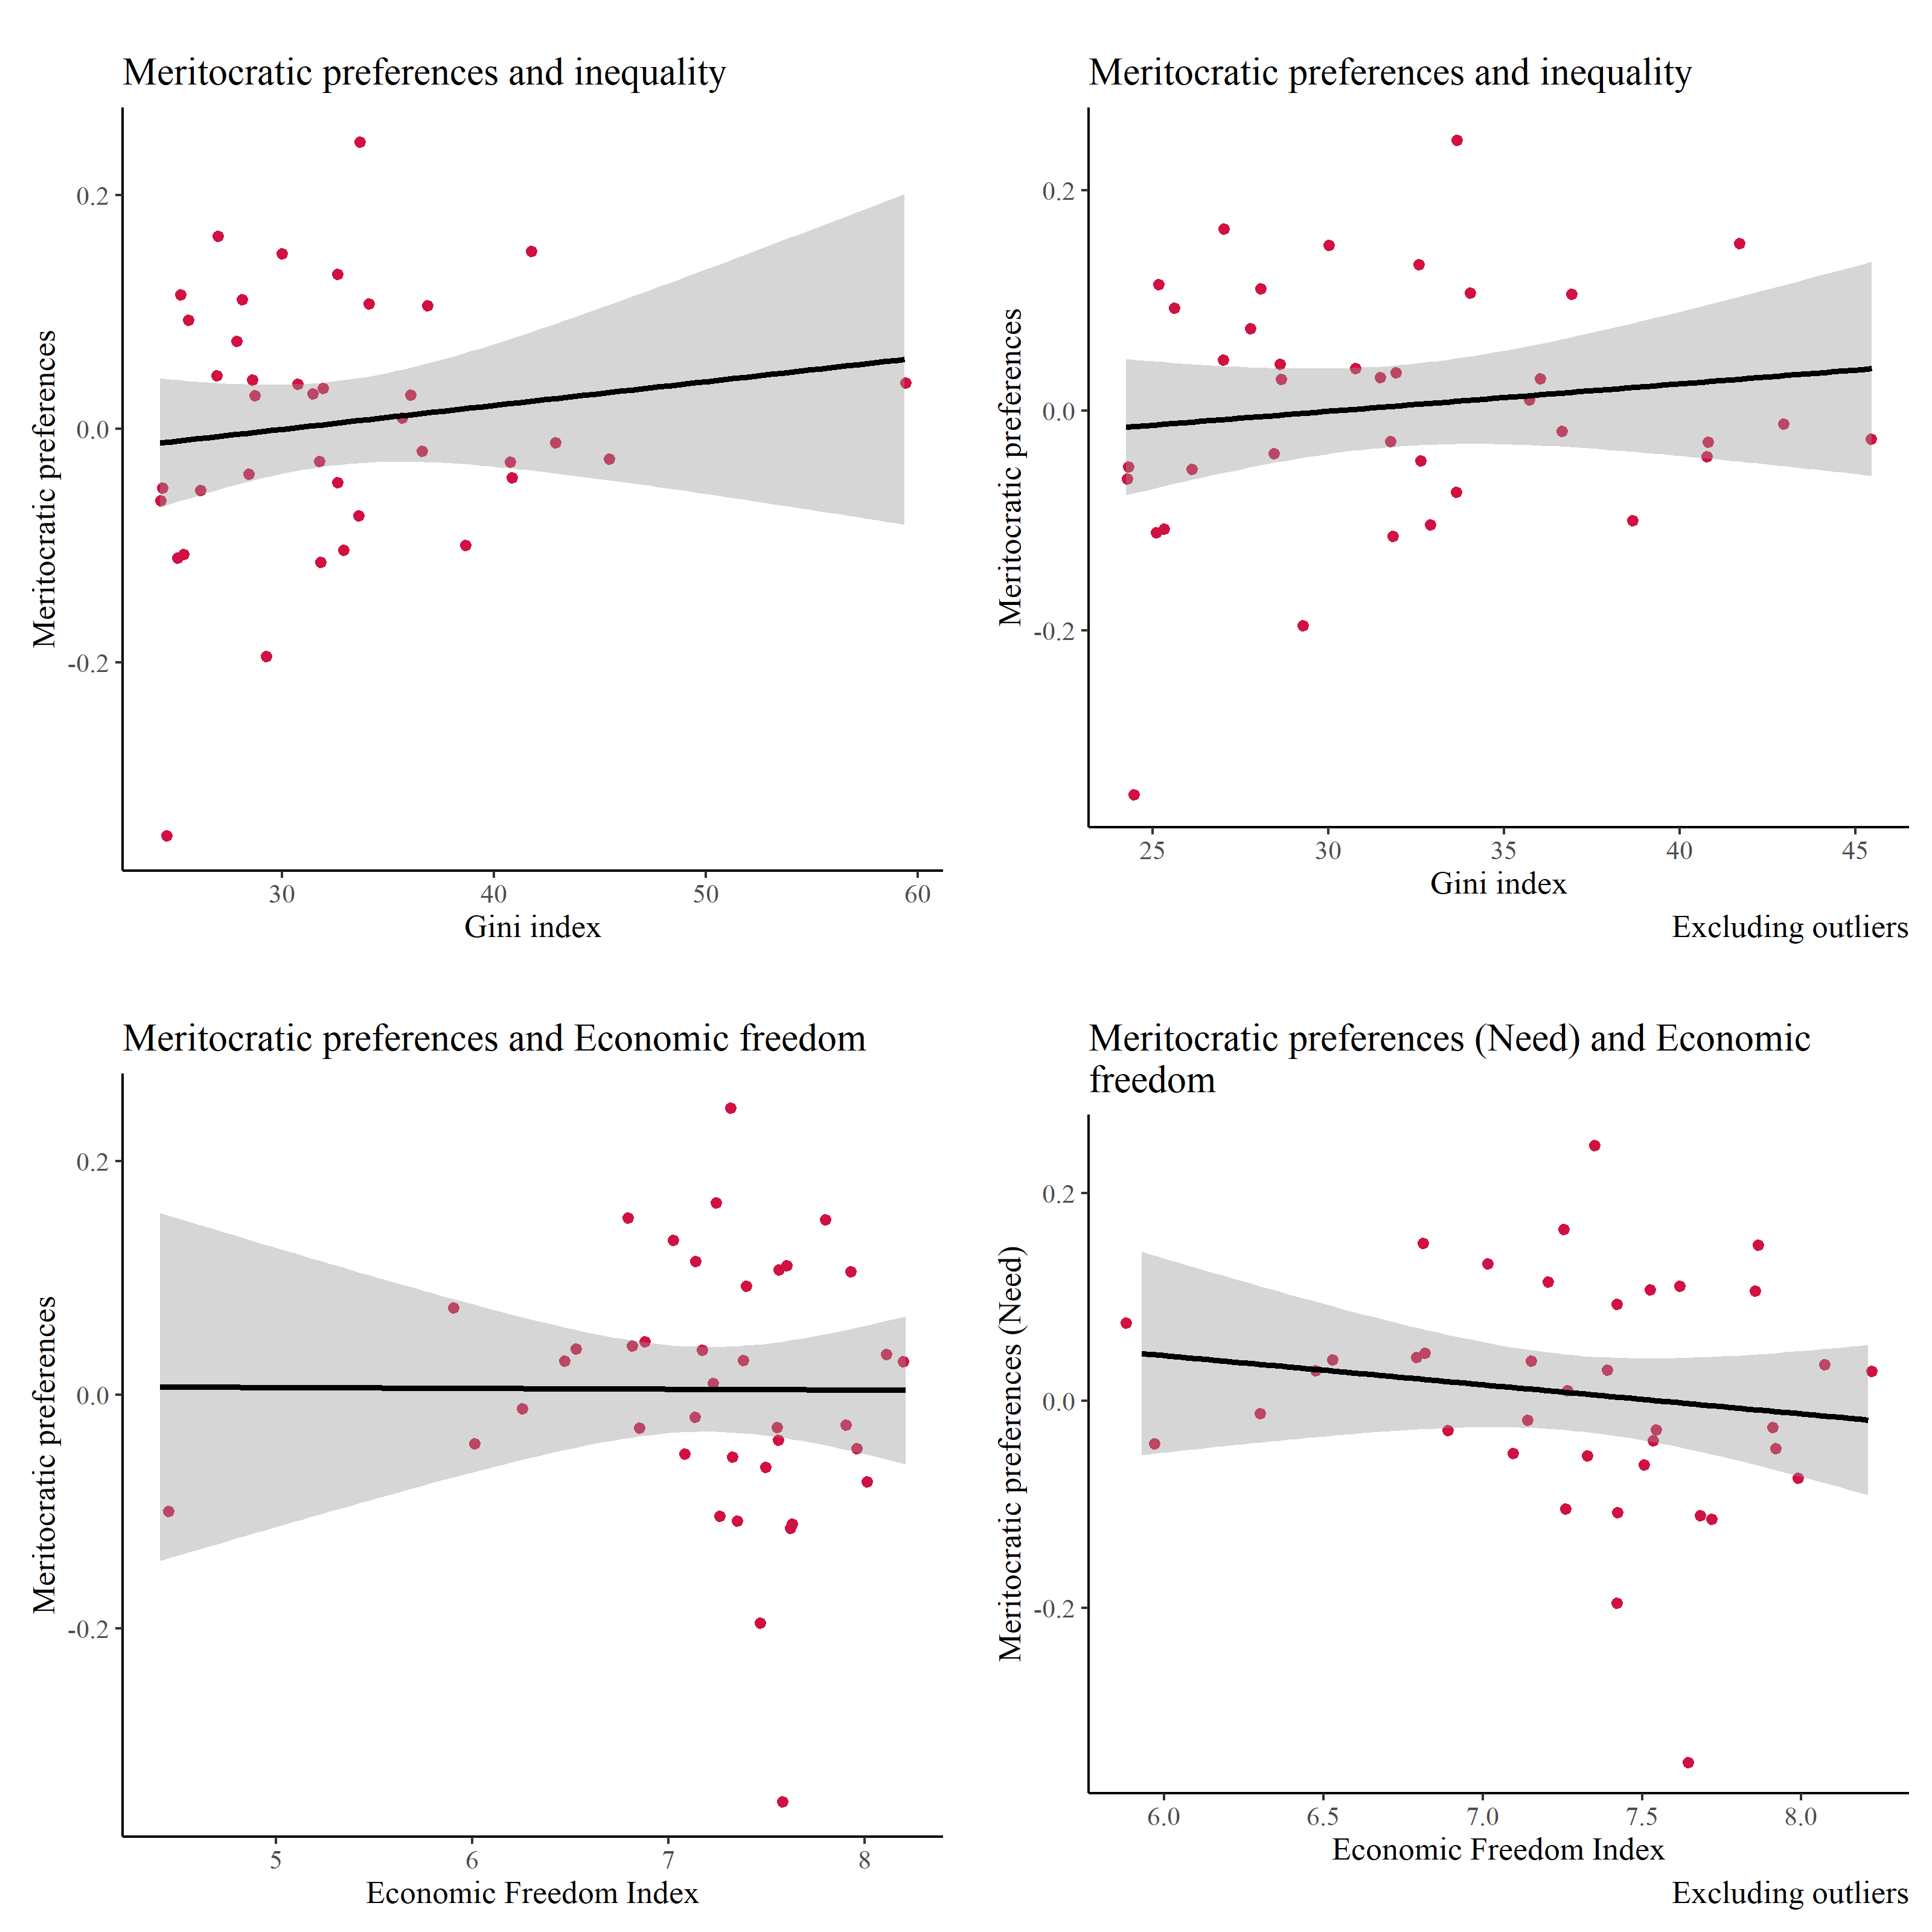 Meritocratic preferences and inequality
Meritocratic preferences
0.2
0.0
-0.2
30
40
50
60
Gini index
Meritocratic preferences and inequality
Meritocratic preferences
0.2
0.0
-0.2
25
30
35
40
45
Gini index
Excluding outliers
Meritocratic preferences and Economic freedom
Meritocratic preferences
0.2
0.0
-0.2
5
6
7
8
Economic Freedom Index
Meritocratic preferences (Need) and Economic
freedom
Meritocratic preferences (Need)
0.2
0.0
-0.2
6.0
6.5
7.0
7.5
8.0
Economic Freedom Index
Excluding outliers